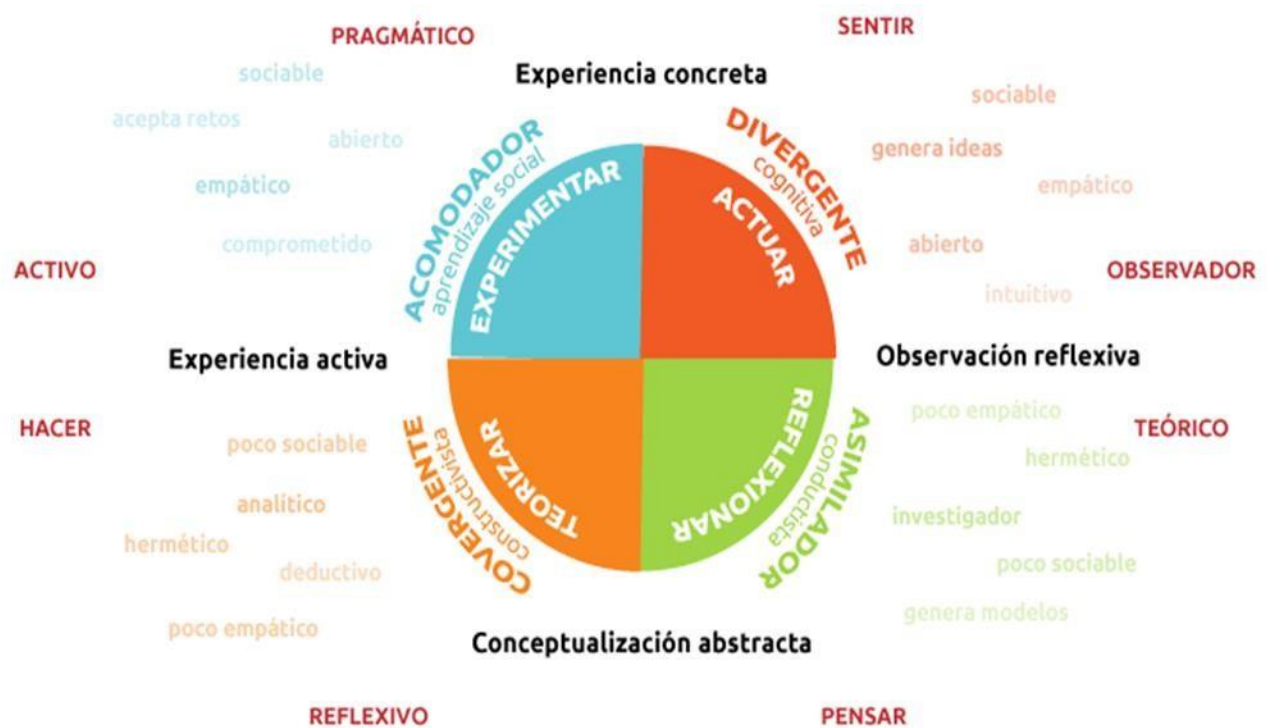 PRAGMÁTICO
SENTIR
Experiencia concreta
sociable
acepta retos
abierto
empático
comprometido
ACOMODADOR
aprendizaje social
EXPERIMENTAR
DIVERGENTE
cognitiva
ACTUAR
sociable
genera ideas
empático
abierto
intuitivo
ACTIVO
OBSERVADOR
Experiencia activa
Observación reflexiva
HACER
TEÓRICO
poco sociable
analítico
hermético
deductivo
poco empático
COVERGENTE
constructivista
TEORIZAR
REFLEXIONAR
ASIMILADOR
conductista
poco empático
hermético
investigador
poco sociable
genera modelos
Conceptualización abstracta
REFLEXIVO
PENSAR